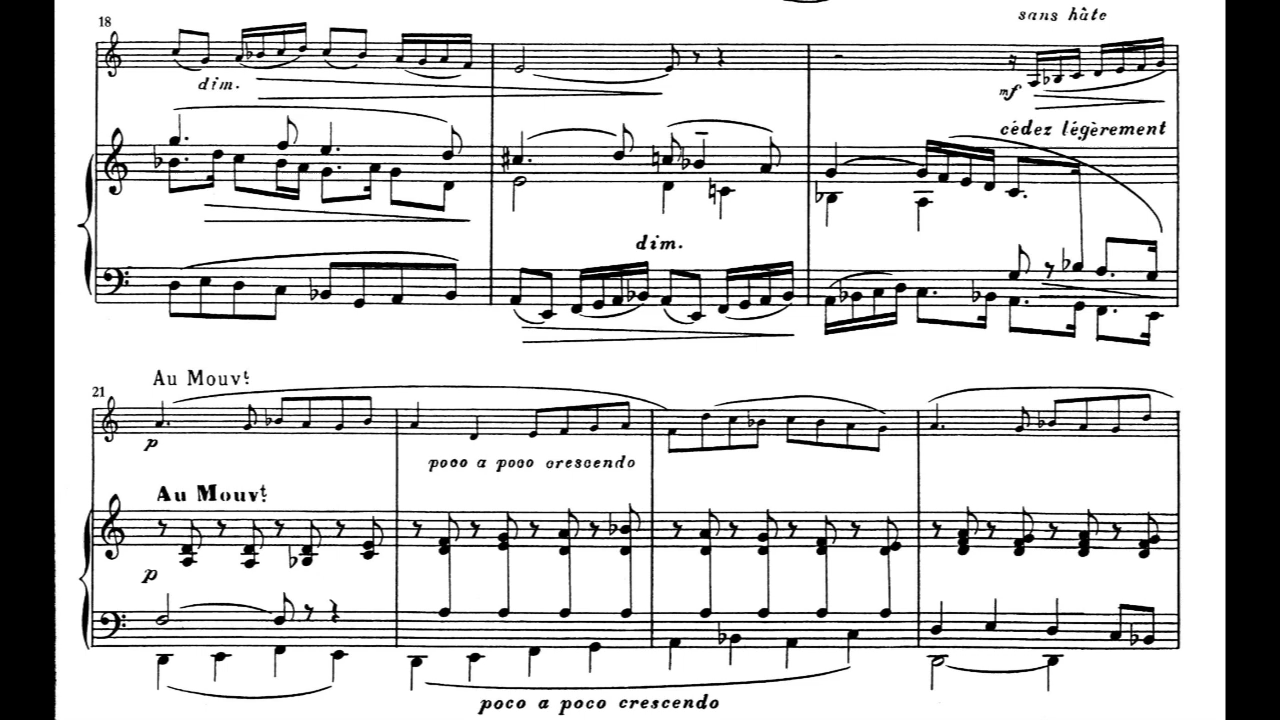 sans hâte
18
dim.
mf
cédez légèrement
dim.
Au Mouvt.
21
p
poco a poco crescendo
Au Mouvt.
p
poco a poco crescendo